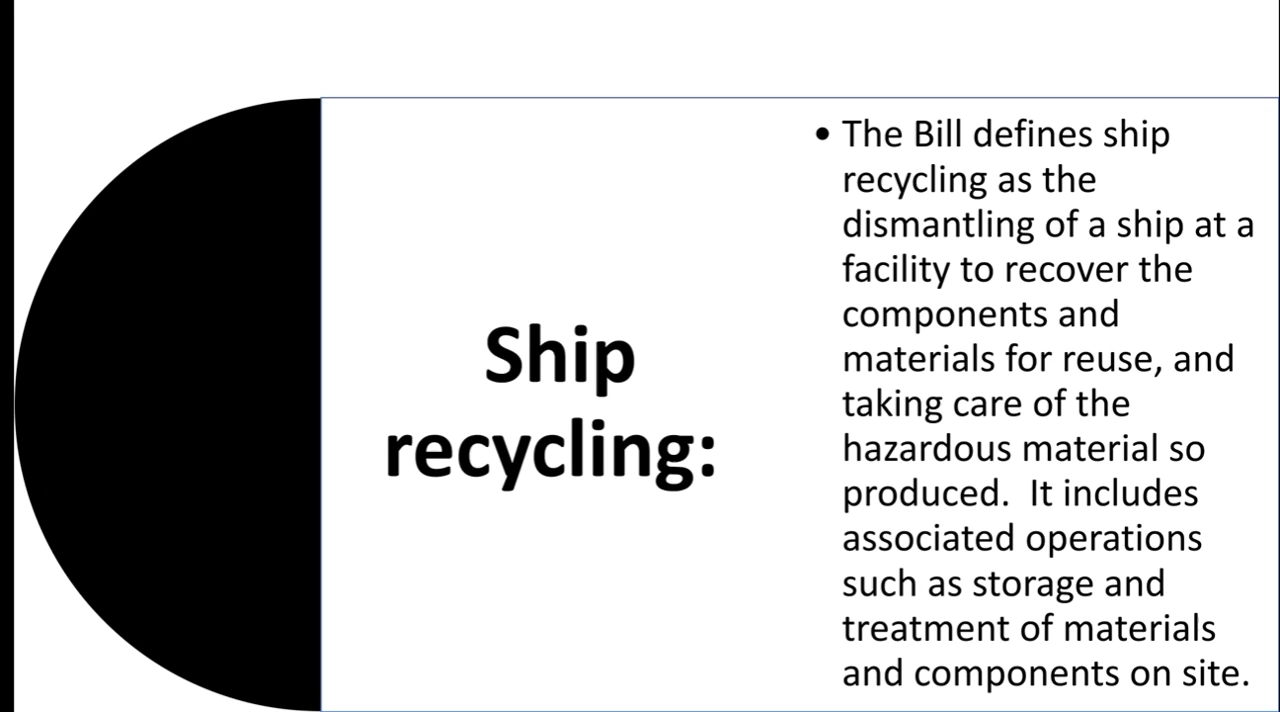 Ship
recycling:
• The Bill defines ship
recycling as the
dismantling of a ship at a
facility to recover the
components and
materials for reuse, and
taking care of the
hazardous material so
produced.  It includes
associated operations
such as storage and
treatment of materials
and components on site.